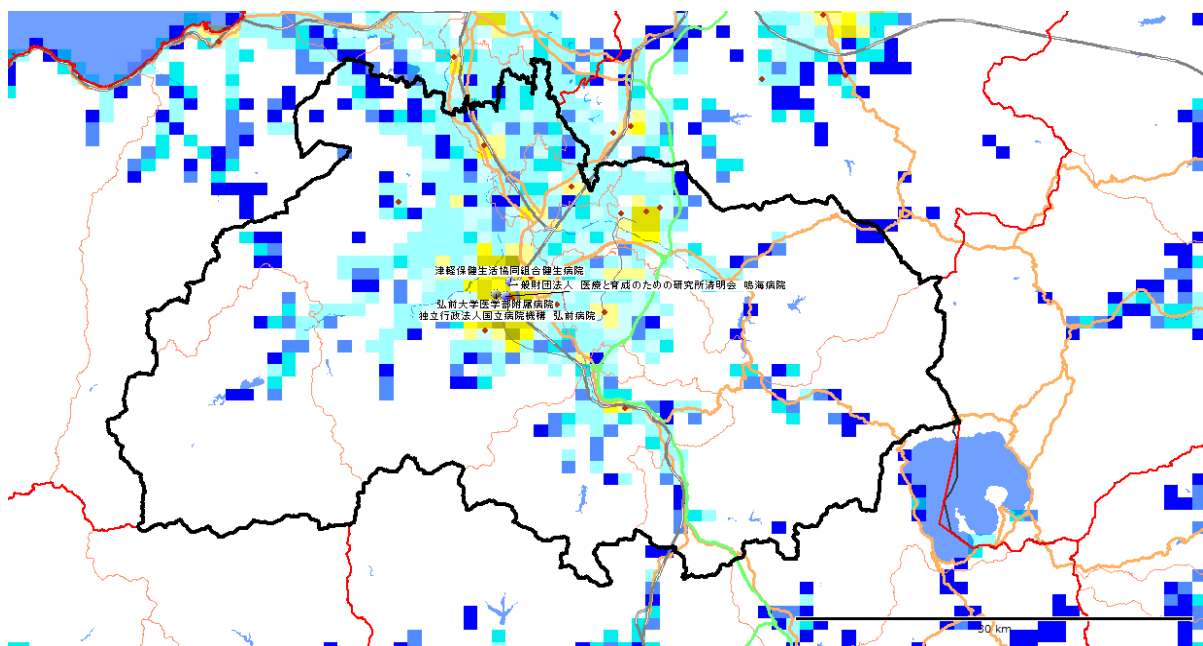 津軽保健生活協同組合健生病院
一般財団法人 医療と育成のための研究所清明会 鳴海病院
弘前大学医学部附属病院
独立行政法人国立病院機構 弘前病院
30 km